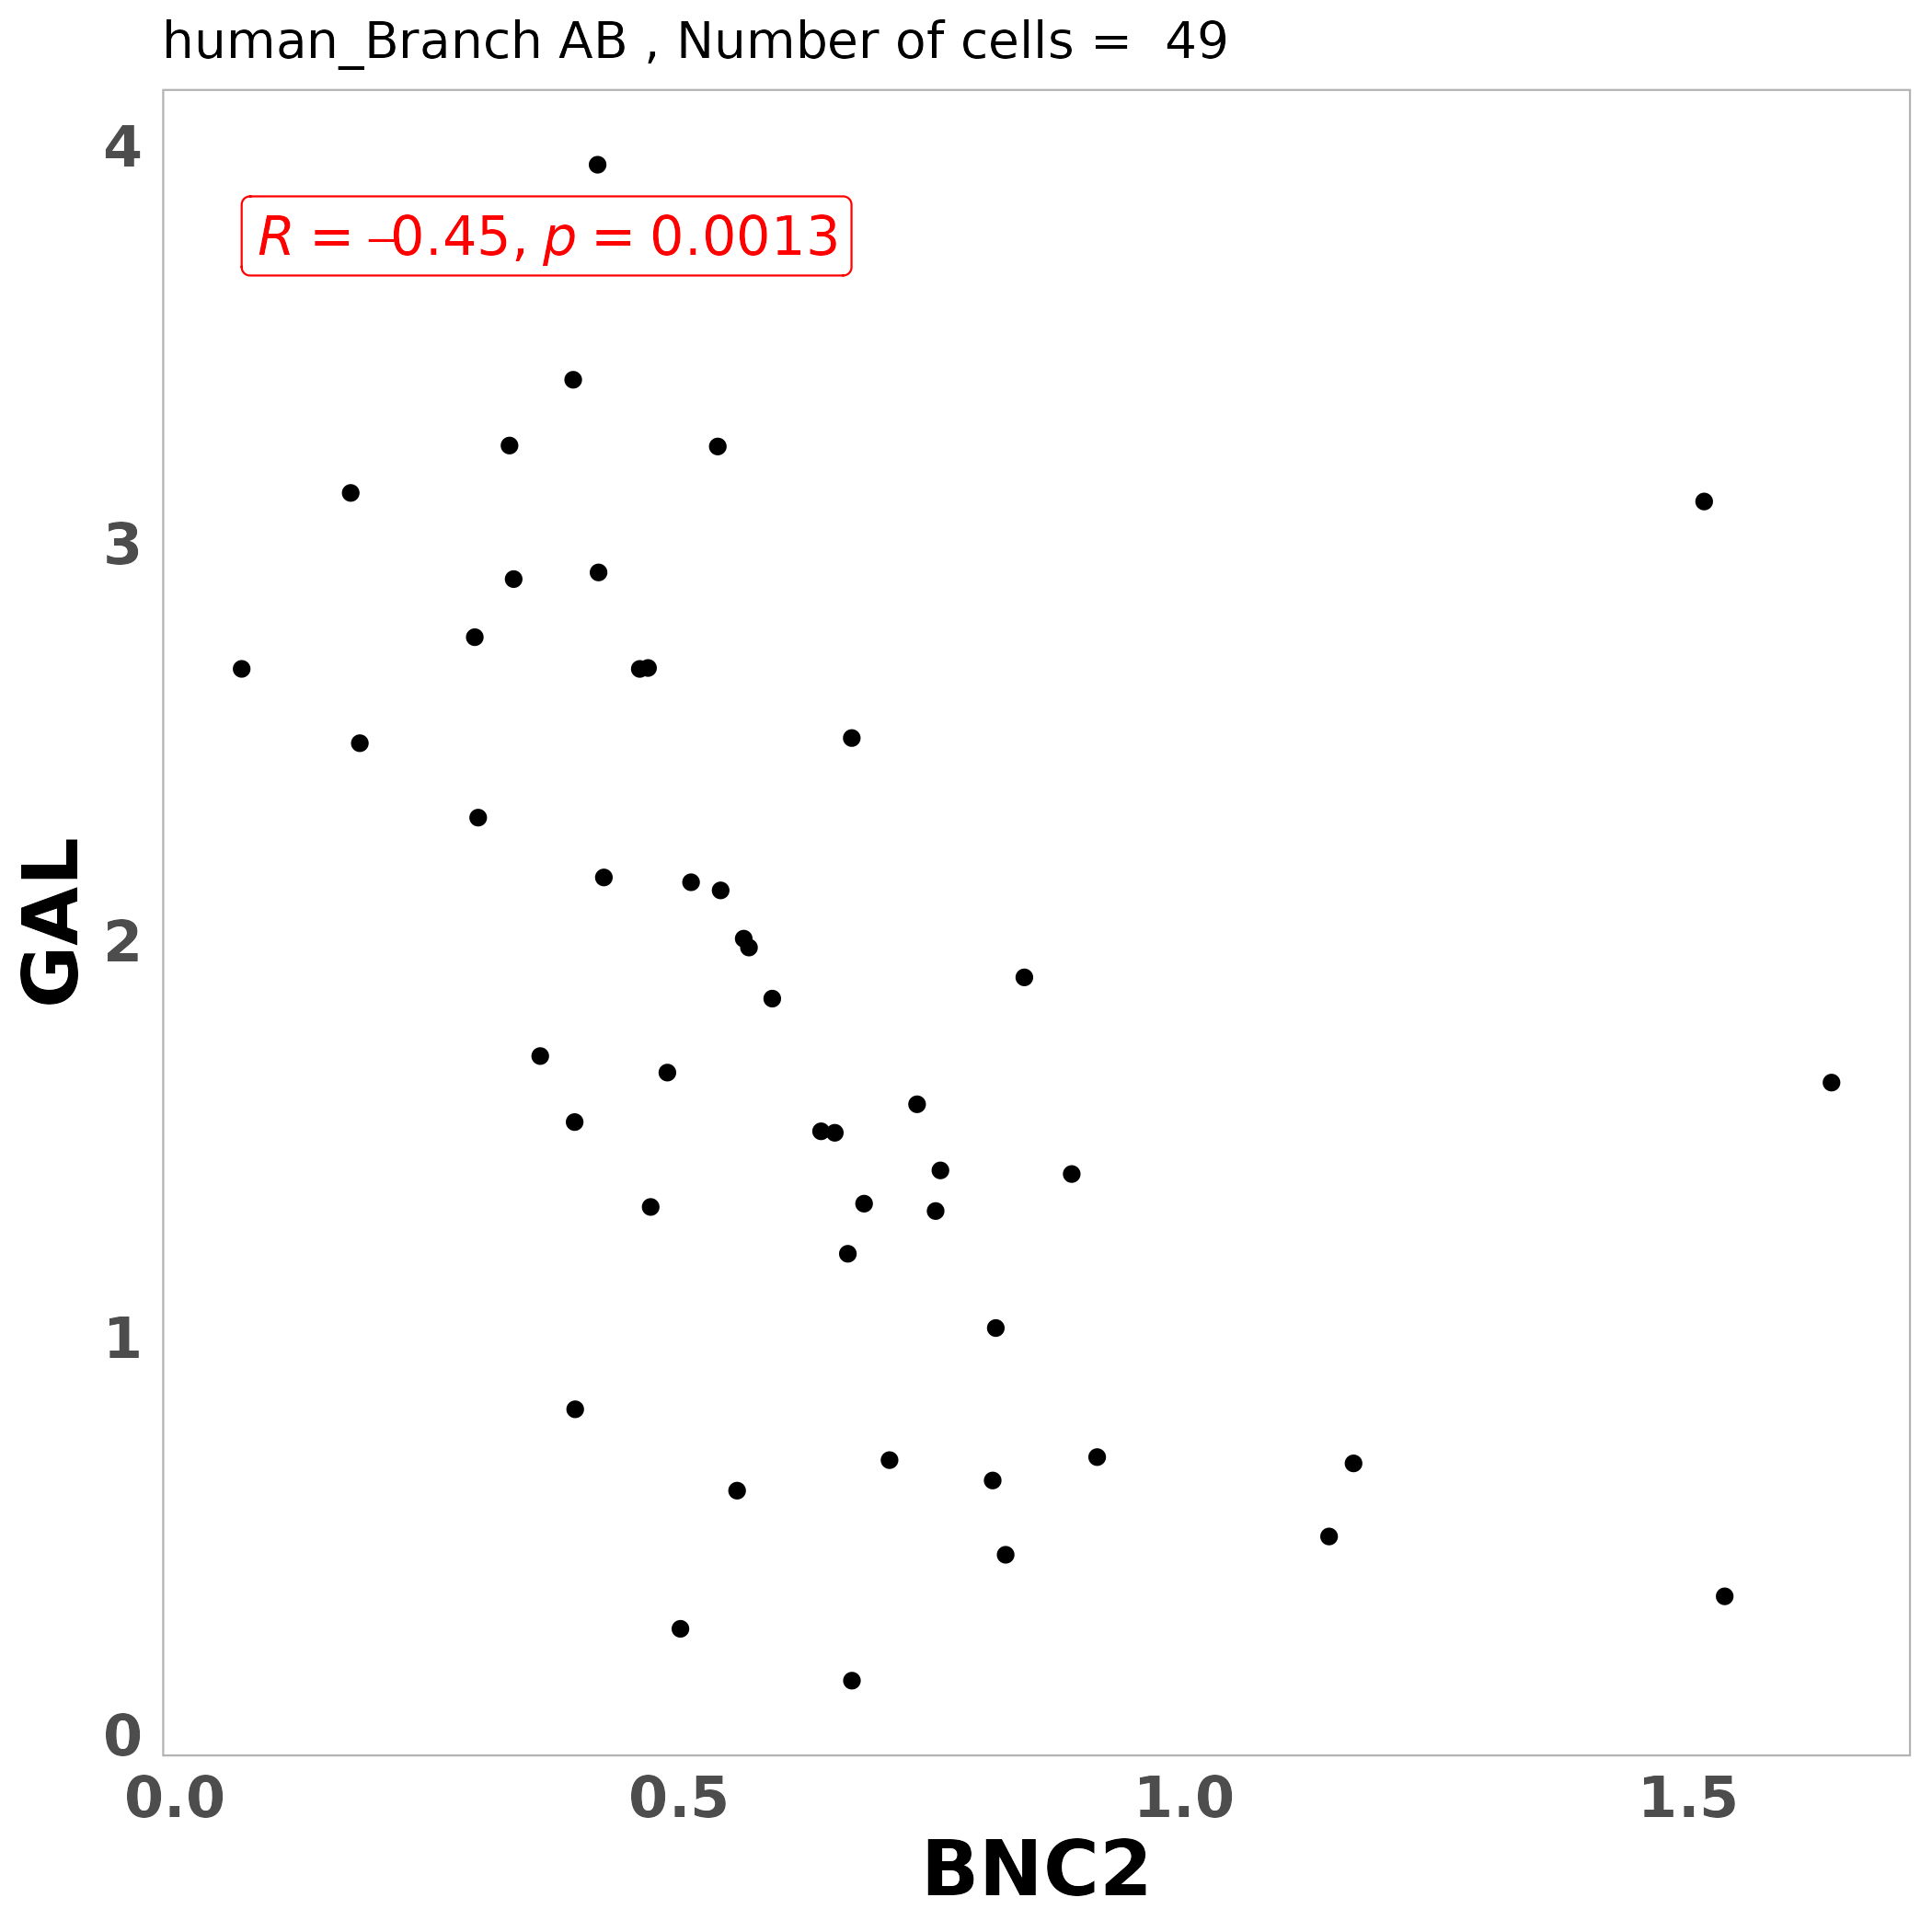 human_Branch AB , Number of cells =  49
R = –0.45, p = 0.0013
4
3
2
1
0
GAL
0.0 0.5 1.0 1.5
BNC2